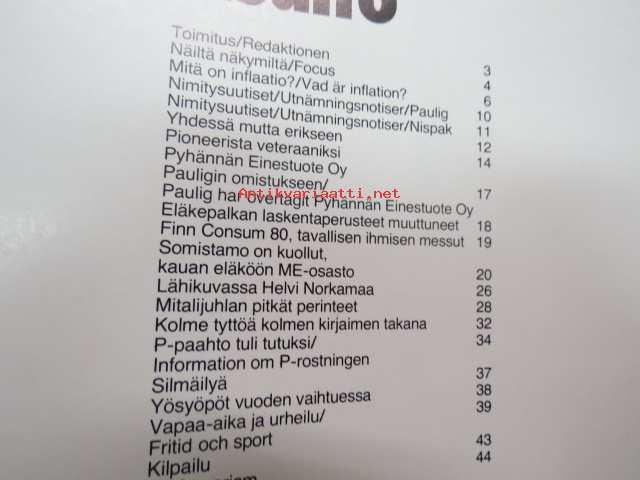 Toimitus/Redaktionen
Näiltä näkymiltä/Focus 3
Mitä on inflaatio?/Vad är inflation? 4
Nimitysuutiset/Utnämningsnotiser/Paulig 6
Nimitysuutiset/Utnämningsnotiser/Nispak 10
Yhdessä mutta erikseen 11
Pioneerista veteraaniksi 12
Pyhännän Einestuote Oy 14
Pauligin omistukseen/
Paulig har övertagit Pyhännän Einestuote Oy 17
Eläkepalkan laskentaperusteet muuttuneet 18
Finn Consum 80, tavallisen ihmisen messut 19
Somistamo on kuollut,
kauan eläköön ME-osasto 20
Lähikuvassa Helvi Norkamaa 26
Mitalijuhlan pitkät perinteet 28
Kolme tyttöä kolmen kirjaimen takana 32
P-paahto tuli tutuksi/ 34
Information om P-rostningen
Silmäilyä 37
Yösyöpöt vuoden vaihtuessa 38
Vapaa-aika ja urheilu/ 39
Fritid och sport 43
Kilpailu 44
Antikvariaatti.net